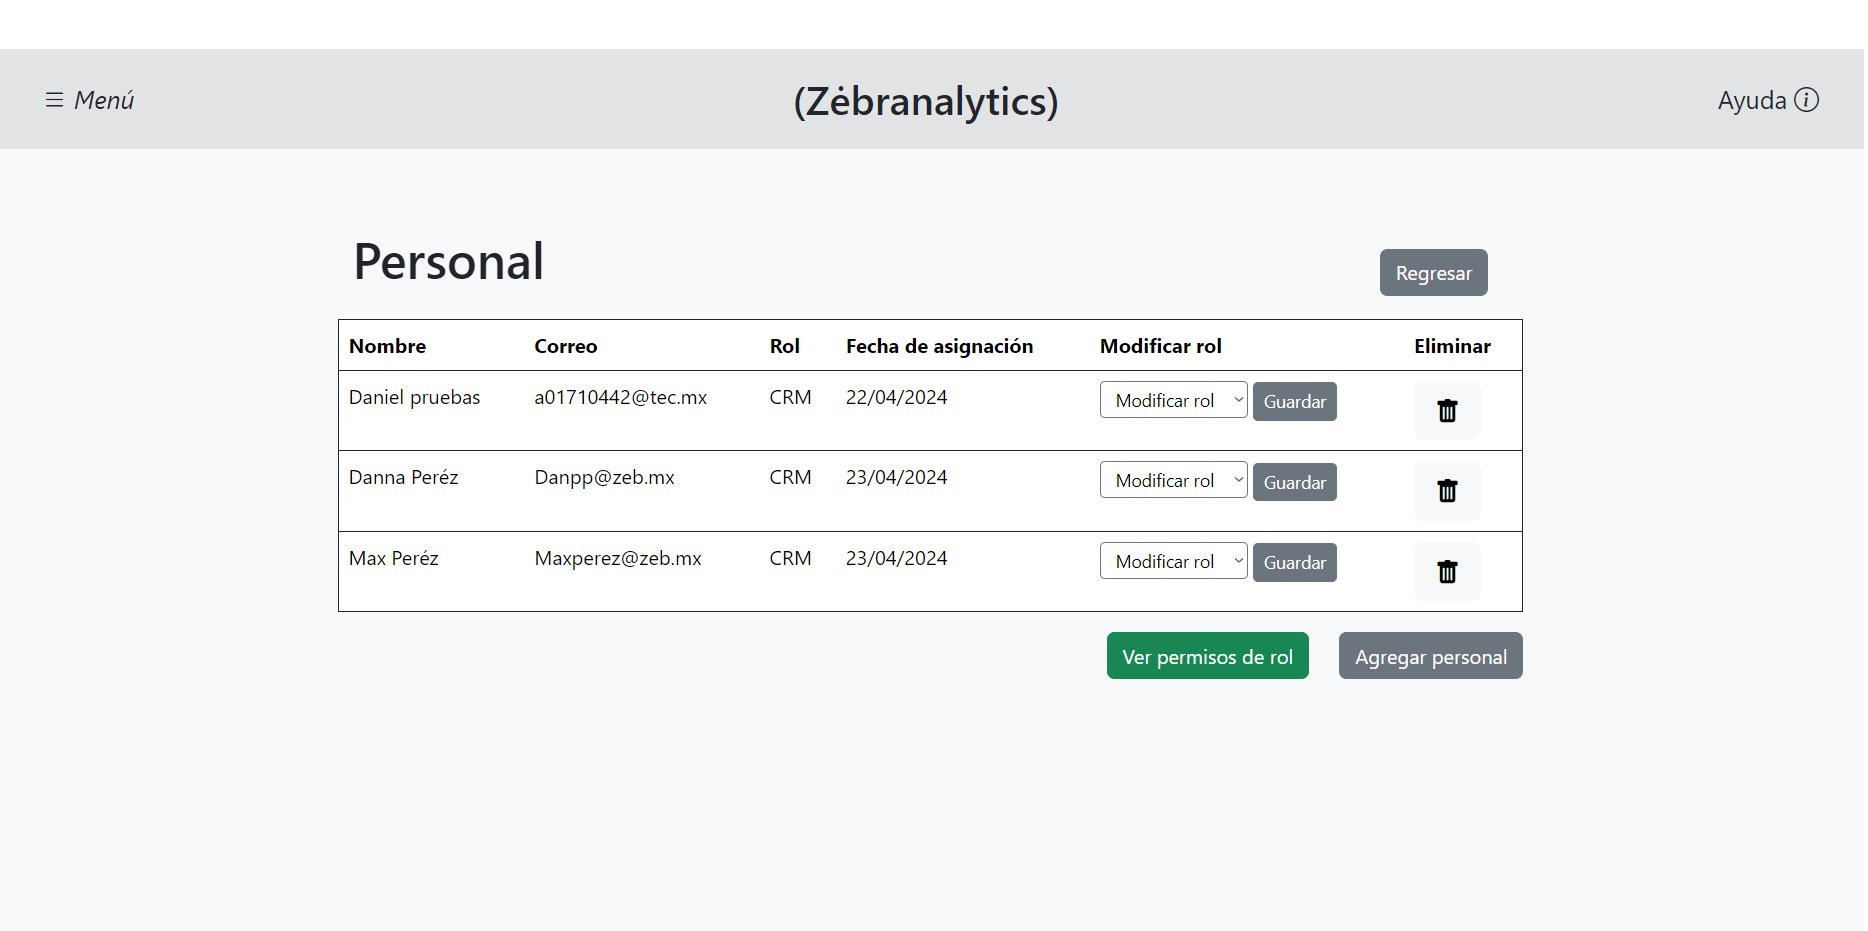 Menú
(Zėbranalytics)
Ayuda
Personal
Regresar
Nombre Correo Rol Fecha de asignación Modificar rol Eliminar
Daniel pruebas a01710442@tec.mx CRM 22/04/2024 Modificar rol Guardar
Danna Peréz Danpp@zeb.mx CRM 23/04/2024 Modificar rol Guardar
Max Peréz Maxperez@zeb.mx CRM 23/04/2024 Modificar rol Guardar
Ver permisos de rol Agregar personal